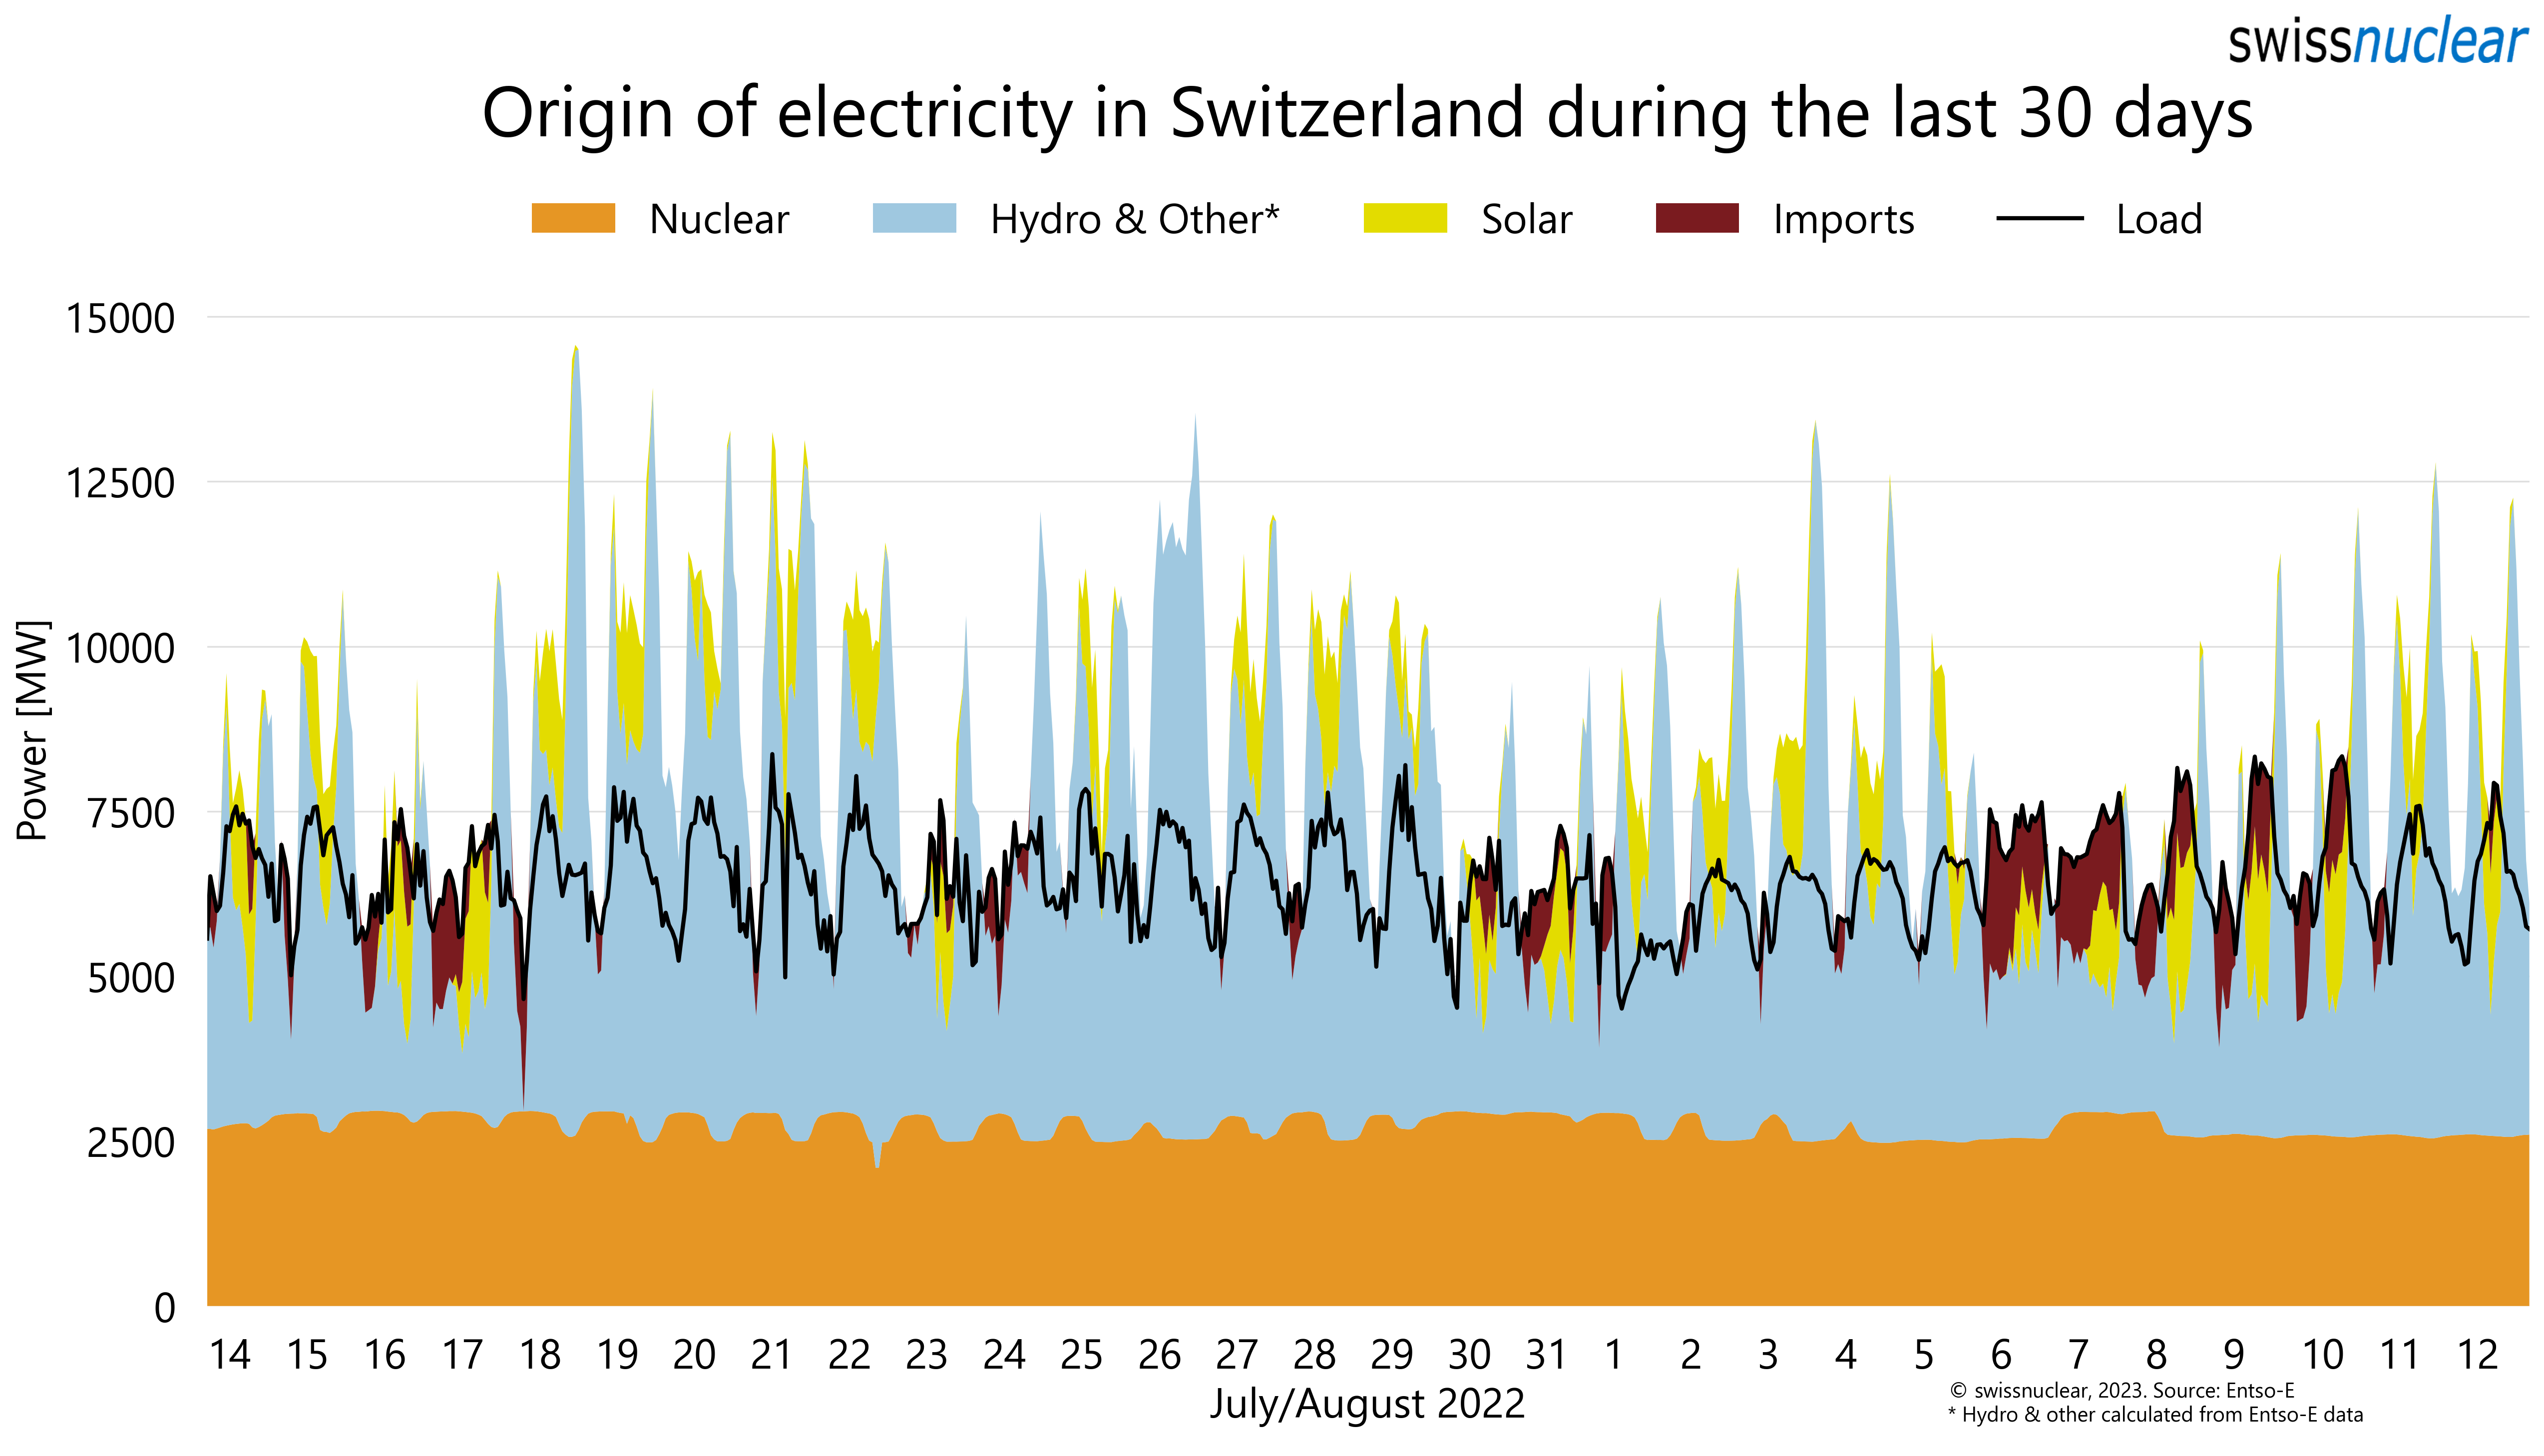 swissnuclear
Origin of electricity in Switzerland during the last 30 days
Nuclear Hydro & Other* Solar Imports Load
15000
12500
10000
7500
5000
2500
0
Power [MW]
14 15 16 17 18 19 20 21 22 23 24 25 26 27 28 29 30 31 1 2 3 4 5 6 7 8 9 10 11 12
July/August 2022
© swissnuclear, 2023. Source: Entso-E
* Hydro & other calculated from Entso-E data